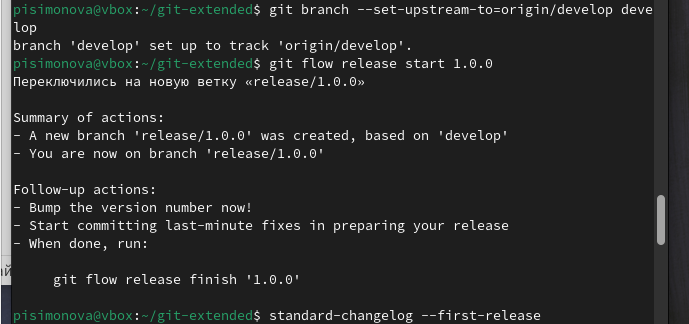 pisimonova@vbox:~/git-extended$ git branch --set-upstream-to=origin/develop deve
lop
branch 'develop' set up to track 'origin/develop'.
pisimonova@vbox:~/git-extended$ git flow release start 1.0.0
Переключились на новую ветку «release/1.0.0»
Summary of actions:
- A new branch 'release/1.0.0' was created, based on 'develop'
- You are now on branch 'release/1.0.0'
Follow-up actions:
- Bump the version number now!
- Start committing last-minute fixes in preparing your release
- When done, run:
git flow release finish '1.0.0'
pisimonova@vbox:~/git-extended$ standard-changelog --first-release